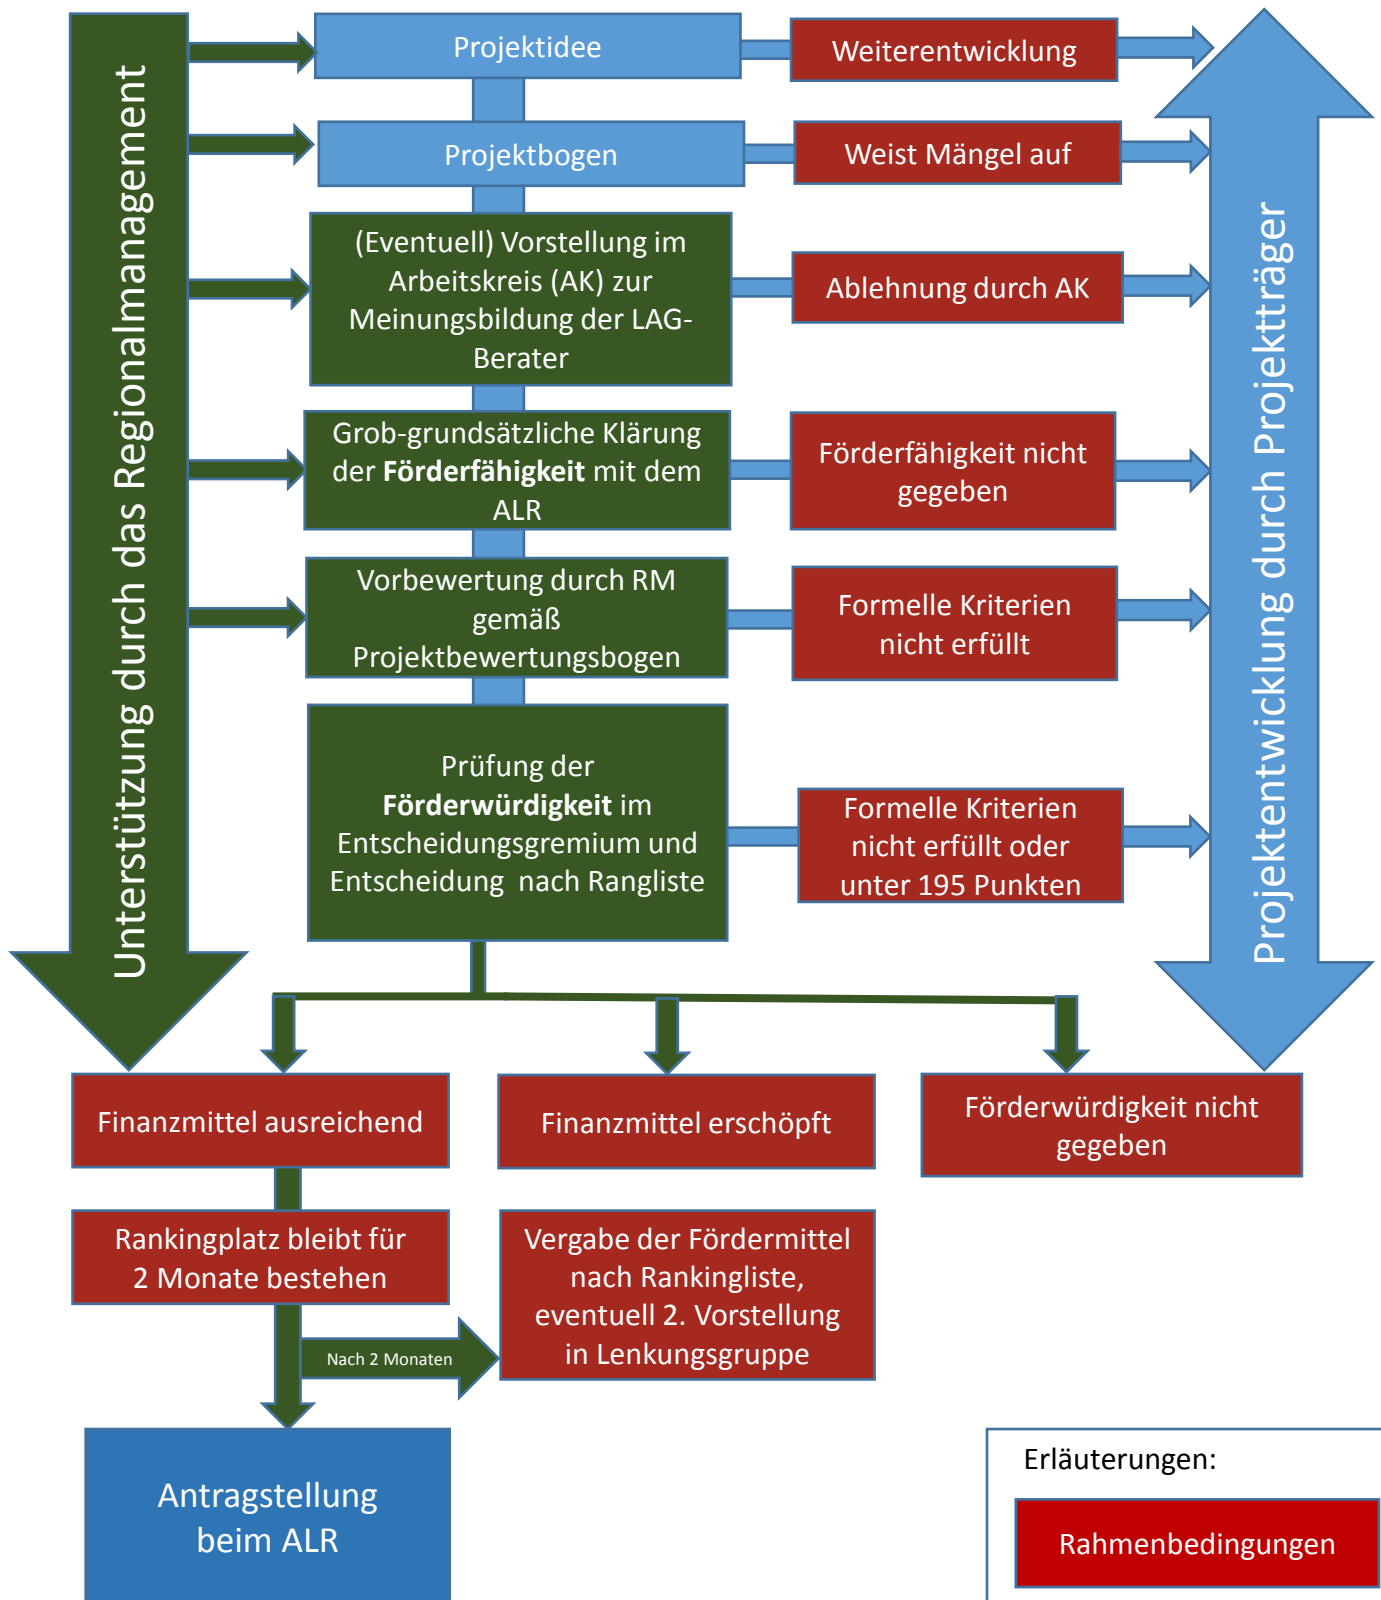 Unterstützung durch das Regionalmanagement
Projektidee
Weiterentwicklung
Projektbogen
Weist Mängel auf
(Eventuell) Vorstellung im
Arbeitskreis (AK) zur
Meinungsbildung der LAG-
Berater
Ablehnung durch AK
Grob-grundsätzliche Klärung
der Förderfähigkeit mit dem
ALR
Förderfähigkeit nicht
gegeben
Vorbewertung durch RM
gemäß
Projektbewertungsbogen
Formelle Kriterien
nicht erfüllt
Prüfung der
Förderwürdigkeit im
Entscheidungsgremium und
Entscheidung nach Rangliste
Formelle Kriterien
nicht erfüllt oder
unter 195 Punkten
Projektentwicklung durch Projektträger
Finanzmittel ausreichend
Finanzmittel erschöpft
Förderwürdigkeit nicht
gegeben
Rankingplatz bleibt für
2 Monate bestehen
Vergabe der Fördermittel
nach Rankingliste,
eventuell 2. Vorstellung
in Lenkungsgruppe
Nach 2 Monaten
Antragstellung
beim ALR
Erläuterungen:
Rahmenbedingungen